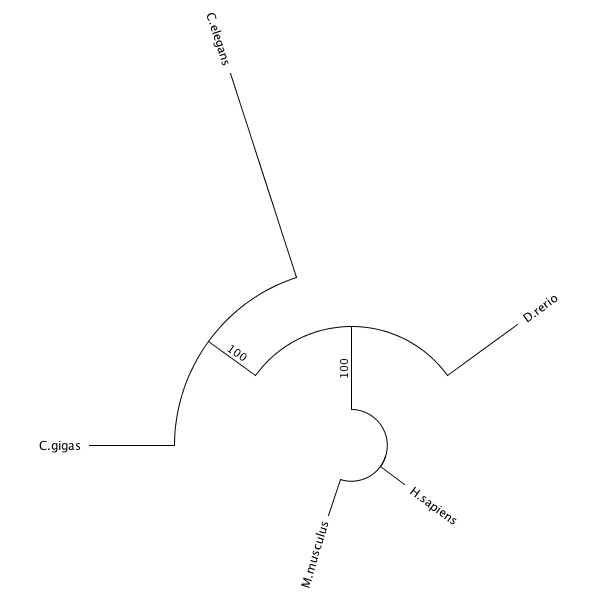 C.elegans
D.rerio
100
100
C.gigas
H.sapiens
M.musculus